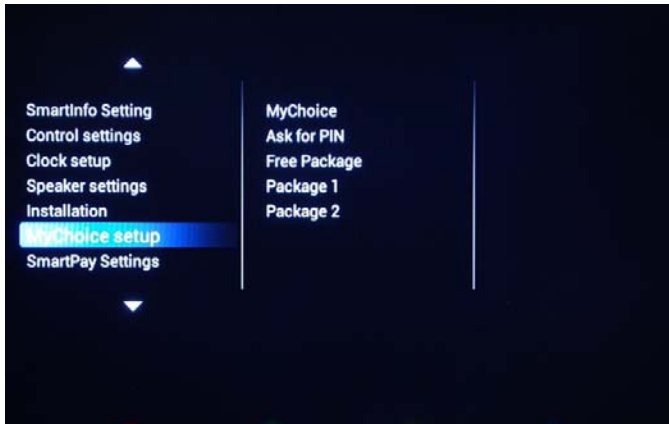 SmartInfo Setting
Control settings
Clock setup
Speaker settings
Installation
MyChoice setup
SmartPay Settings
MyChoice
Ask for PIN
Free Package
Package 1
Package 2